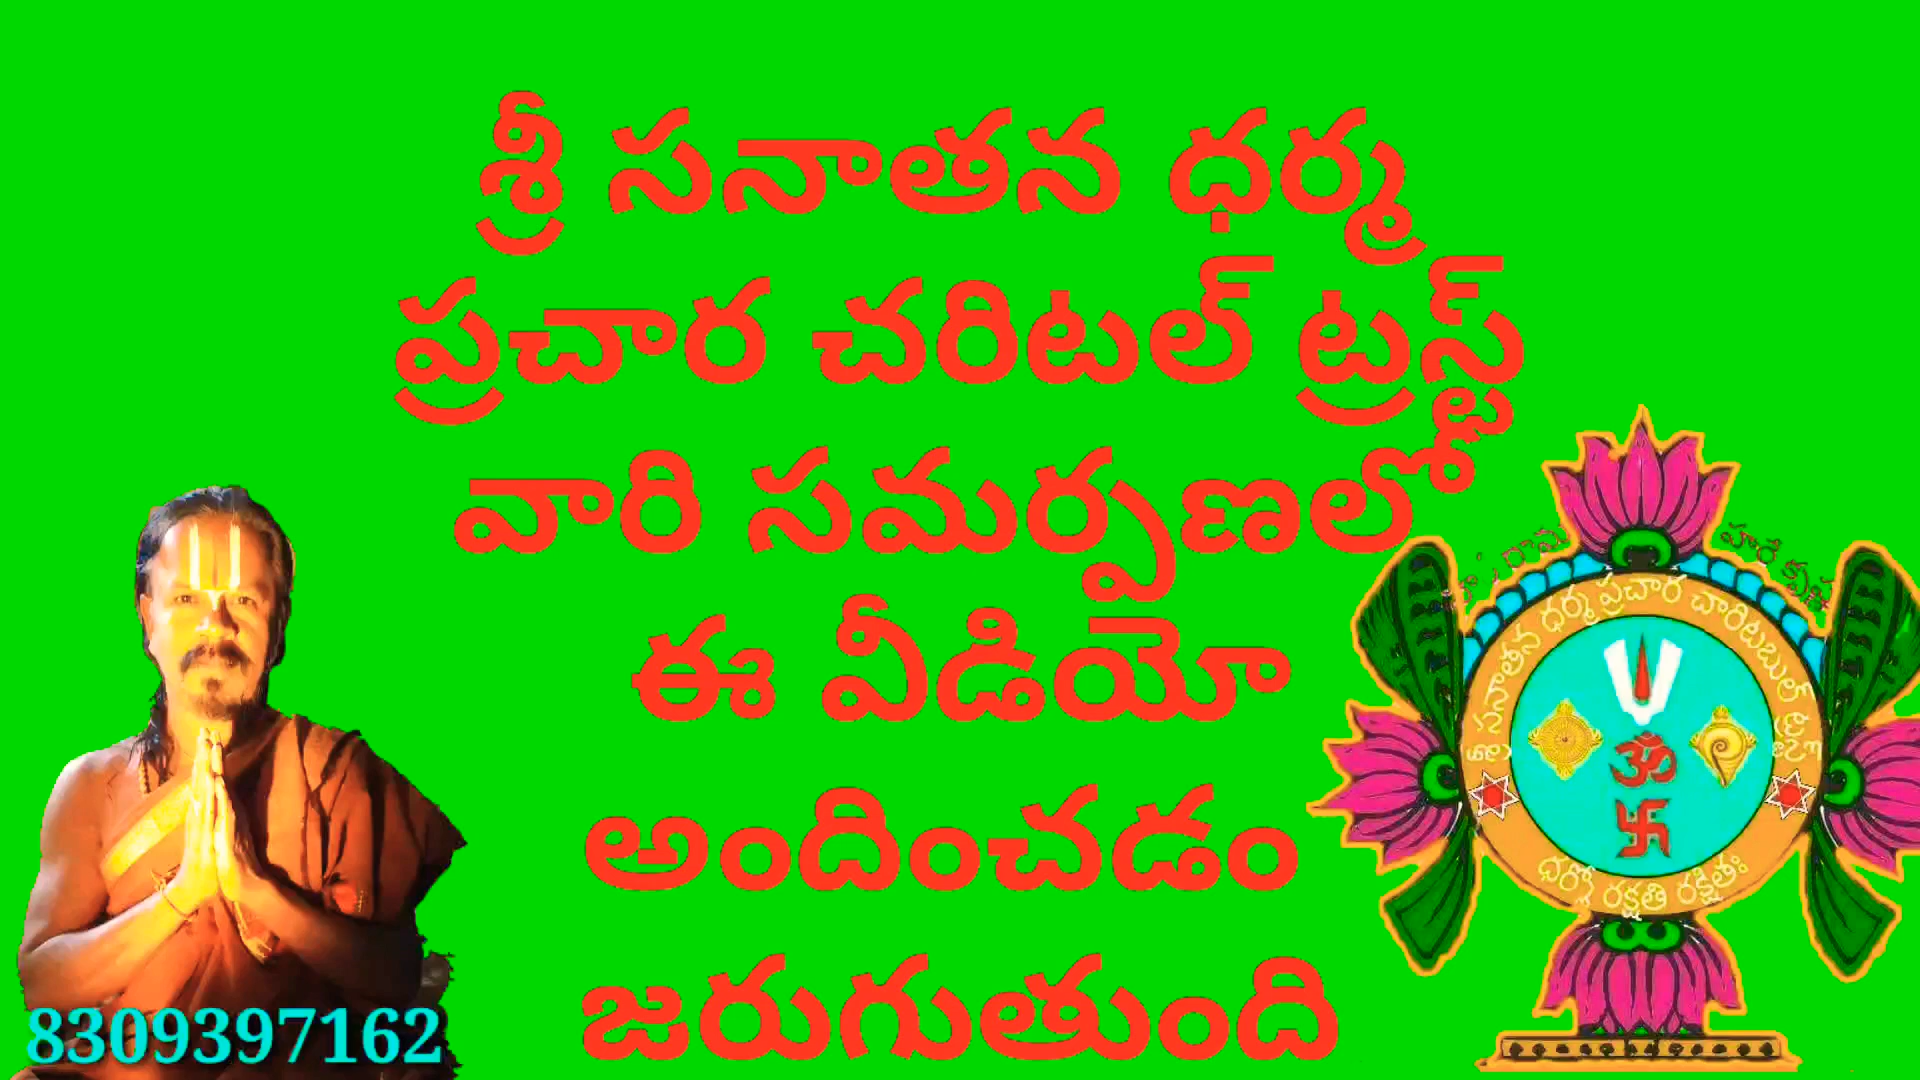 శ్రీ సనాతన ధర్మ
ప్రచార చరిటల్ ట్రస్ట్
వారి సమర్పణలో
ఈ వీడియో
అందించడం
జరుగుతుంది
8309397162
హరే కృష్ణ
సనాతన ధర్మ ప్రచార చారిటబుల్
ధర్మో రక్షతి రక్షితః